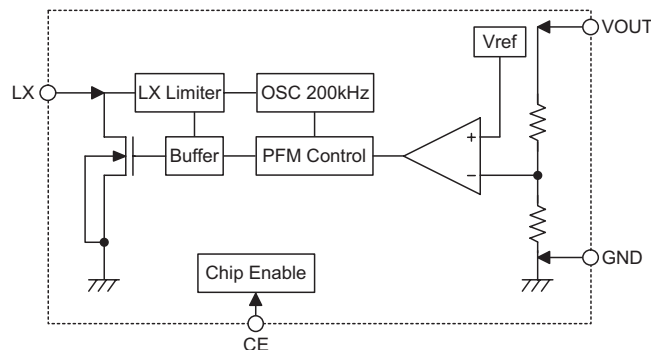 VOUT
Vref
LX
LX Limiter
OSC 200kHz
Buffer
PFM Control
+
−
GND
Chip Enable
CE